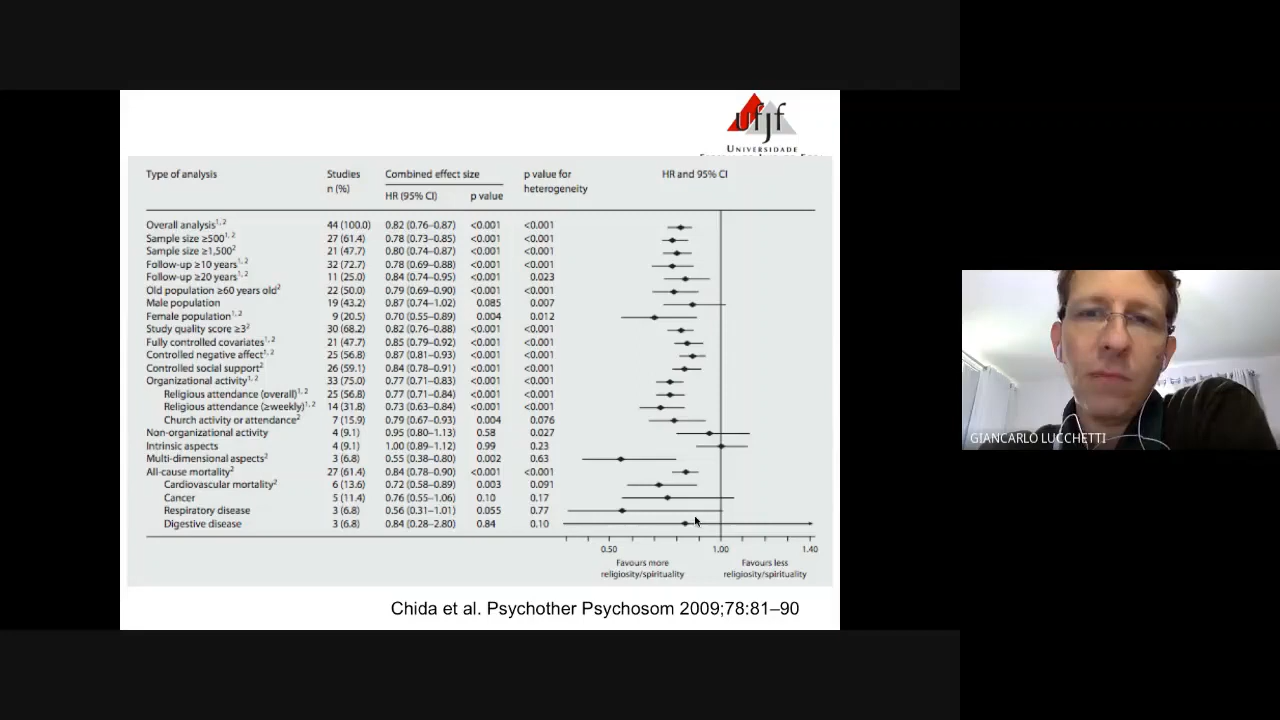 ufjf
UNIVERSIDADE
Type of analysis Studies n (%) Combined effect size p value for heterogeneity HR and 95% CI
HR (95% CI) p value
Overall analysis1, 2 44 (100.0) 0.82 (0.76–0.87) <0.001 <0.001
Sample size ≥5001, 2 27 (61.4) 0.78 (0.73–0.85) <0.001 <0.001
Sample size ≥1,5002 21 (47.7) 0.80 (0.74–0.87) <0.001 <0.001
Follow-up ≥10 years1, 2 32 (72.7) 0.78 (0.69–0.88) <0.001 <0.001
Follow-up ≥20 years1, 2 11 (25.0) 0.84 (0.74–0.95) <0.001 0.023
Old population ≥60 years old2 22 (50.0) 0.79 (0.69–0.90) <0.001 <0.001
Male population 19 (43.2) 0.87 (0.74–1.02) 0.085 0.007
Female population1, 2 9 (20.5) 0.70 (0.55–0.89) 0.004 0.012
Study quality score ≥32 30 (68.2) 0.82 (0.76–0.88) <0.001 <0.001
Fully controlled covariates1, 2 21 (47.7) 0.85 (0.79–0.92) <0.001 <0.001
Controlled negative affect1, 2 25 (56.8) 0.87 (0.81–0.93) <0.001 <0.001
Controlled social support2 26 (59.1) 0.84 (0.78–0.91) <0.001 <0.001
Organizational activity1, 2 33 (75.0) 0.77 (0.71–0.83) <0.001 <0.001
Religious attendance (overall)1, 2 25 (56.8) 0.77 (0.71–0.84) <0.001 <0.001
Religious attendance (≥weekly)1, 2 14 (31.8) 0.73 (0.63–0.84) <0.001 <0.001
Church activity or attendance2 7 (15.9) 0.79 (0.67–0.93) 0.004 0.076
Non-organizational activity 4 (9.1) 0.95 (0.80–1.13) 0.58 0.027
Intrinsic aspects 4 (9.1) 1.00 (0.89–1.12) 0.99 0.23
Multi-dimensional aspects2 3 (6.8) 0.55 (0.38–0.80) 0.002 0.63
All-cause mortality2 27 (61.4) 0.84 (0.78–0.90) <0.001 <0.001
Cardiovascular mortality2 6 (13.6) 0.72 (0.58–0.89) 0.003 0.091
Cancer 5 (11.4) 0.76 (0.55–1.06) 0.10 0.17
Respiratory disease 3 (6.8) 0.56 (0.31–1.01) 0.055 0.77
Digestive disease 3 (6.8) 0.84 (0.28–2.80) 0.84 0.10
0.50 1.00 1.40
Favours more religiosity/spirituality Favours less religiosity/spirituality
Chida et al. Psychother Psychosom 2009;78:81–90
GIANCARLO LUCCHETTI